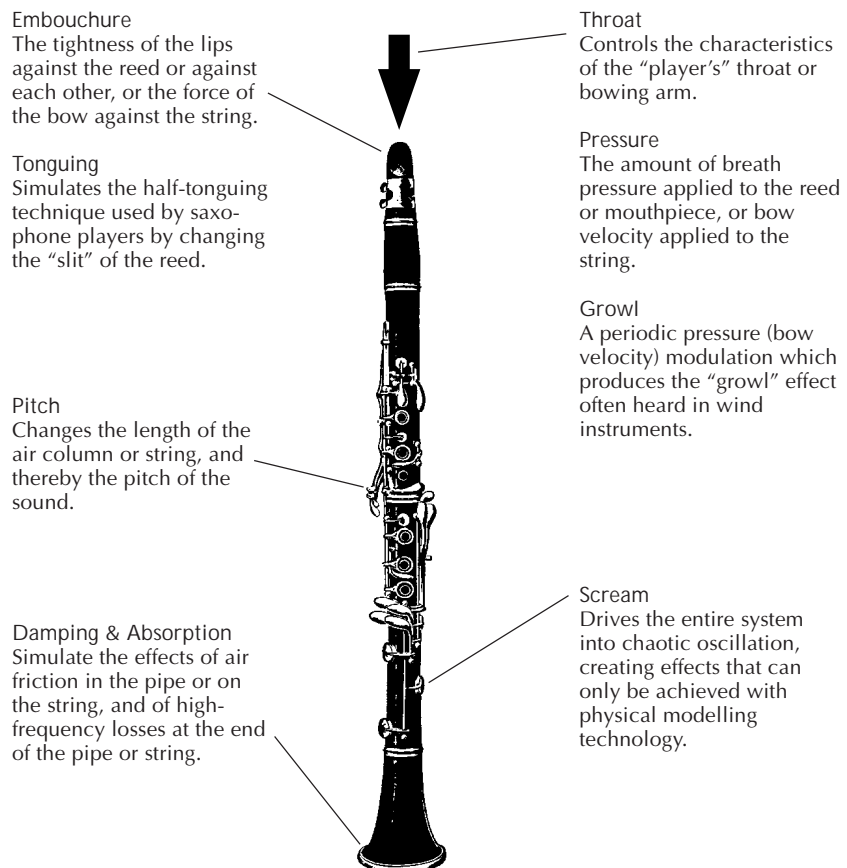 Embouchure
The tightness of the lips
against the reed or against
each other, or the force of
the bow against the string.
Tonguing
Simulates the half-tonguing
technique used by saxo-
phone players by changing
the “slit” of the reed.
Pitch
Changes the length of the
air column or string, and
thereby the pitch of the
sound.
Damping & Absorption
Simulate the effects of air
friction in the pipe or on
the string, and of high-
frequency losses at the end
of the pipe or string.
Throat
Controls the characteristics
of the “player’s” throat or
bowing arm.
Pressure
The amount of breath
pressure applied to the reed
or mouthpiece, or bow
velocity applied to the
string.
Growl
A periodic pressure (bow
velocity) modulation which
produces the “growl” effect
often heard in wind
instruments.
Scream
Drives the entire system
into chaotic oscillation,
creating effects that can
only be achieved with
physical modelling
technology.